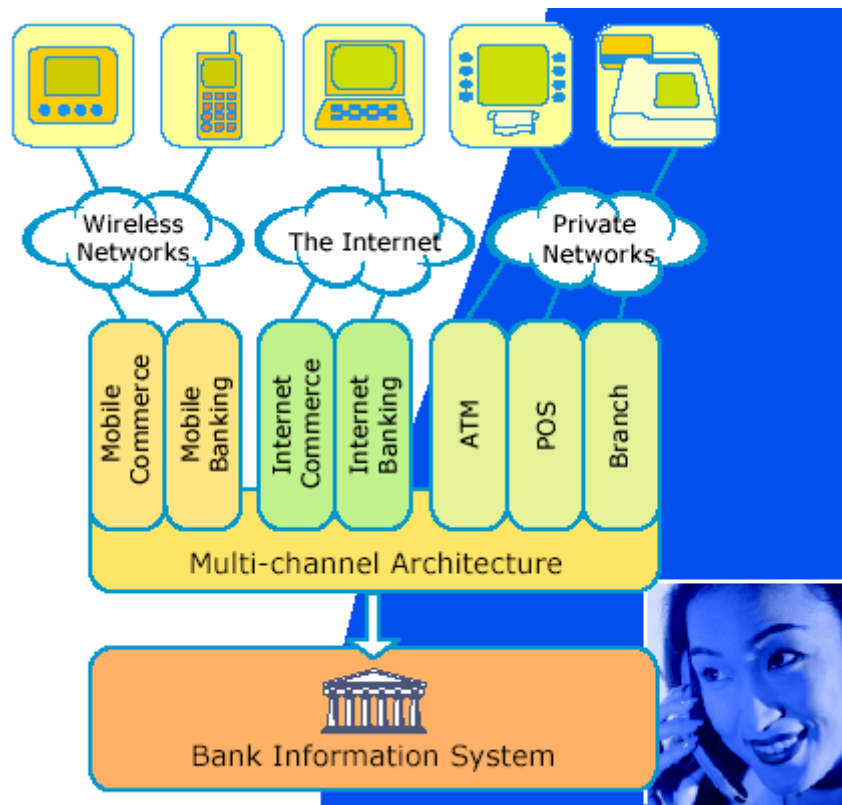 Wireless
Networks
The Internet
Private
Networks
Mobile
Commerce
Mobile
Banking
Internet
Commerce
Internet
Banking
ATM
POS
Branch
Multi-channel Architecture
Bank Information System